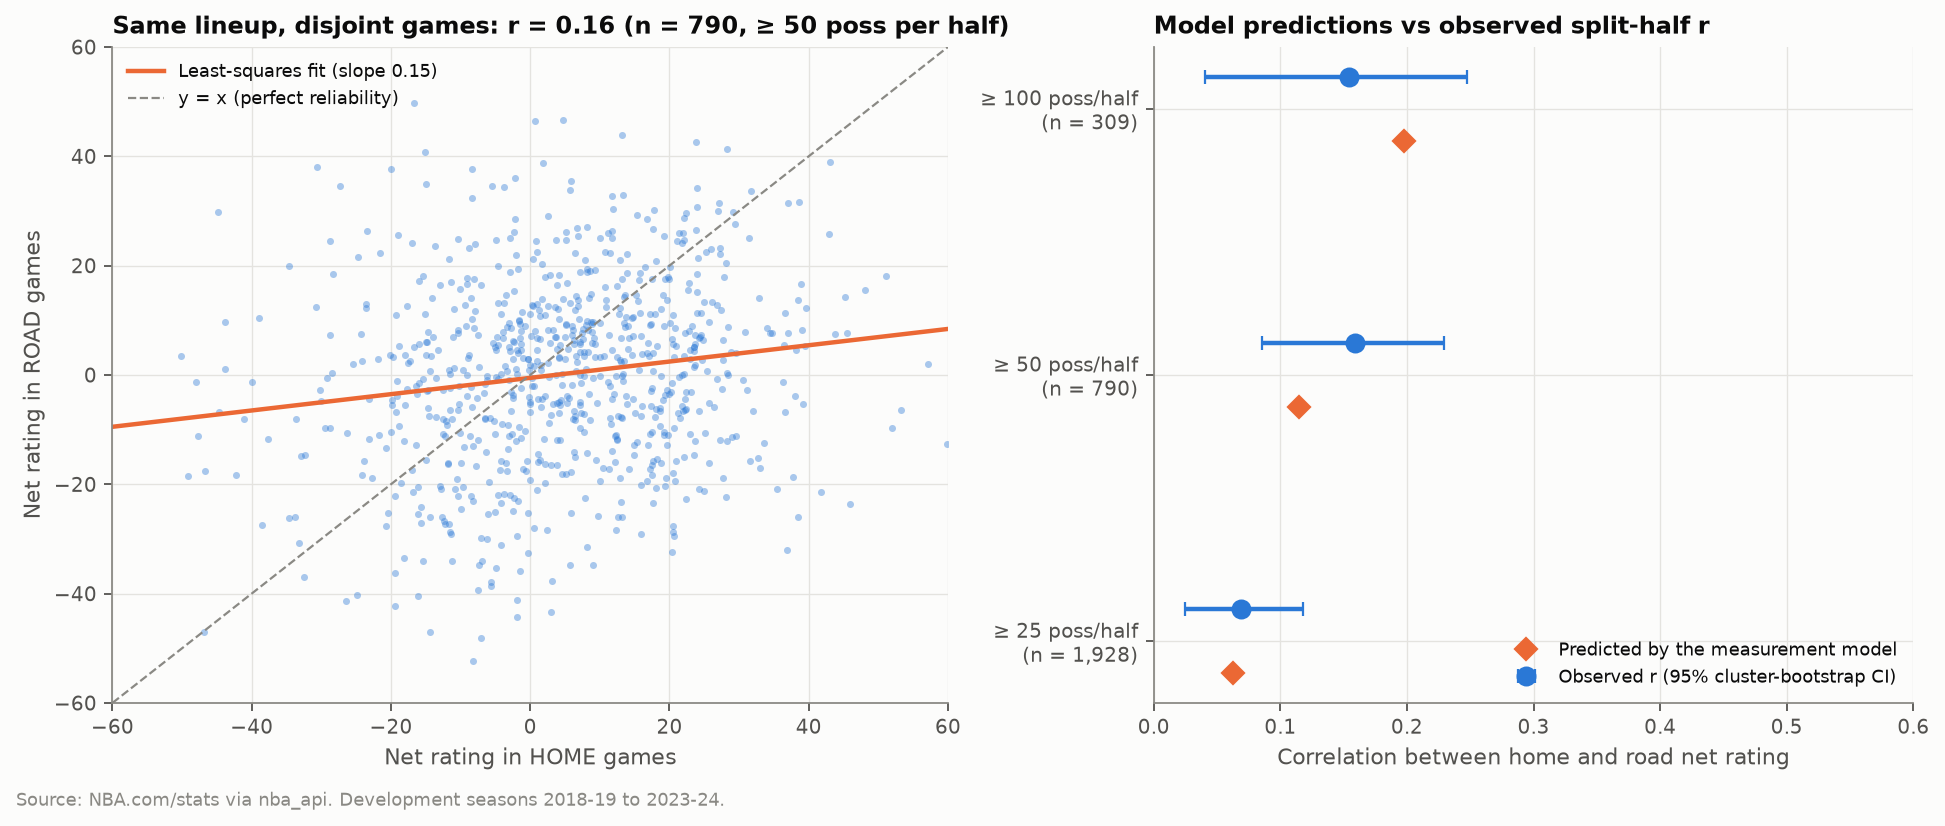 Same lineup, disjoint games: r = 0.16 (n = 790, ≥ 50 poss per half)
Least-squares fit (slope 0.15)
y = x (perfect reliability)
60
40
20
0
−20
−40
−60
Net rating in ROAD games
−60
−40
−20
0
20
40
60
Net rating in HOME games
Model predictions vs observed split-half r
≥ 100 poss/half
(n = 309)
≥ 50 poss/half
(n = 790)
≥ 25 poss/half
(n = 1,928)
Predicted by the measurement model
Observed r (95% cluster-bootstrap CI)
0.0
0.1
0.2
0.3
0.4
0.5
0.6
Correlation between home and road net rating
Source: NBA.com/stats via nba_api. Development seasons 2018-19 to 2023-24.